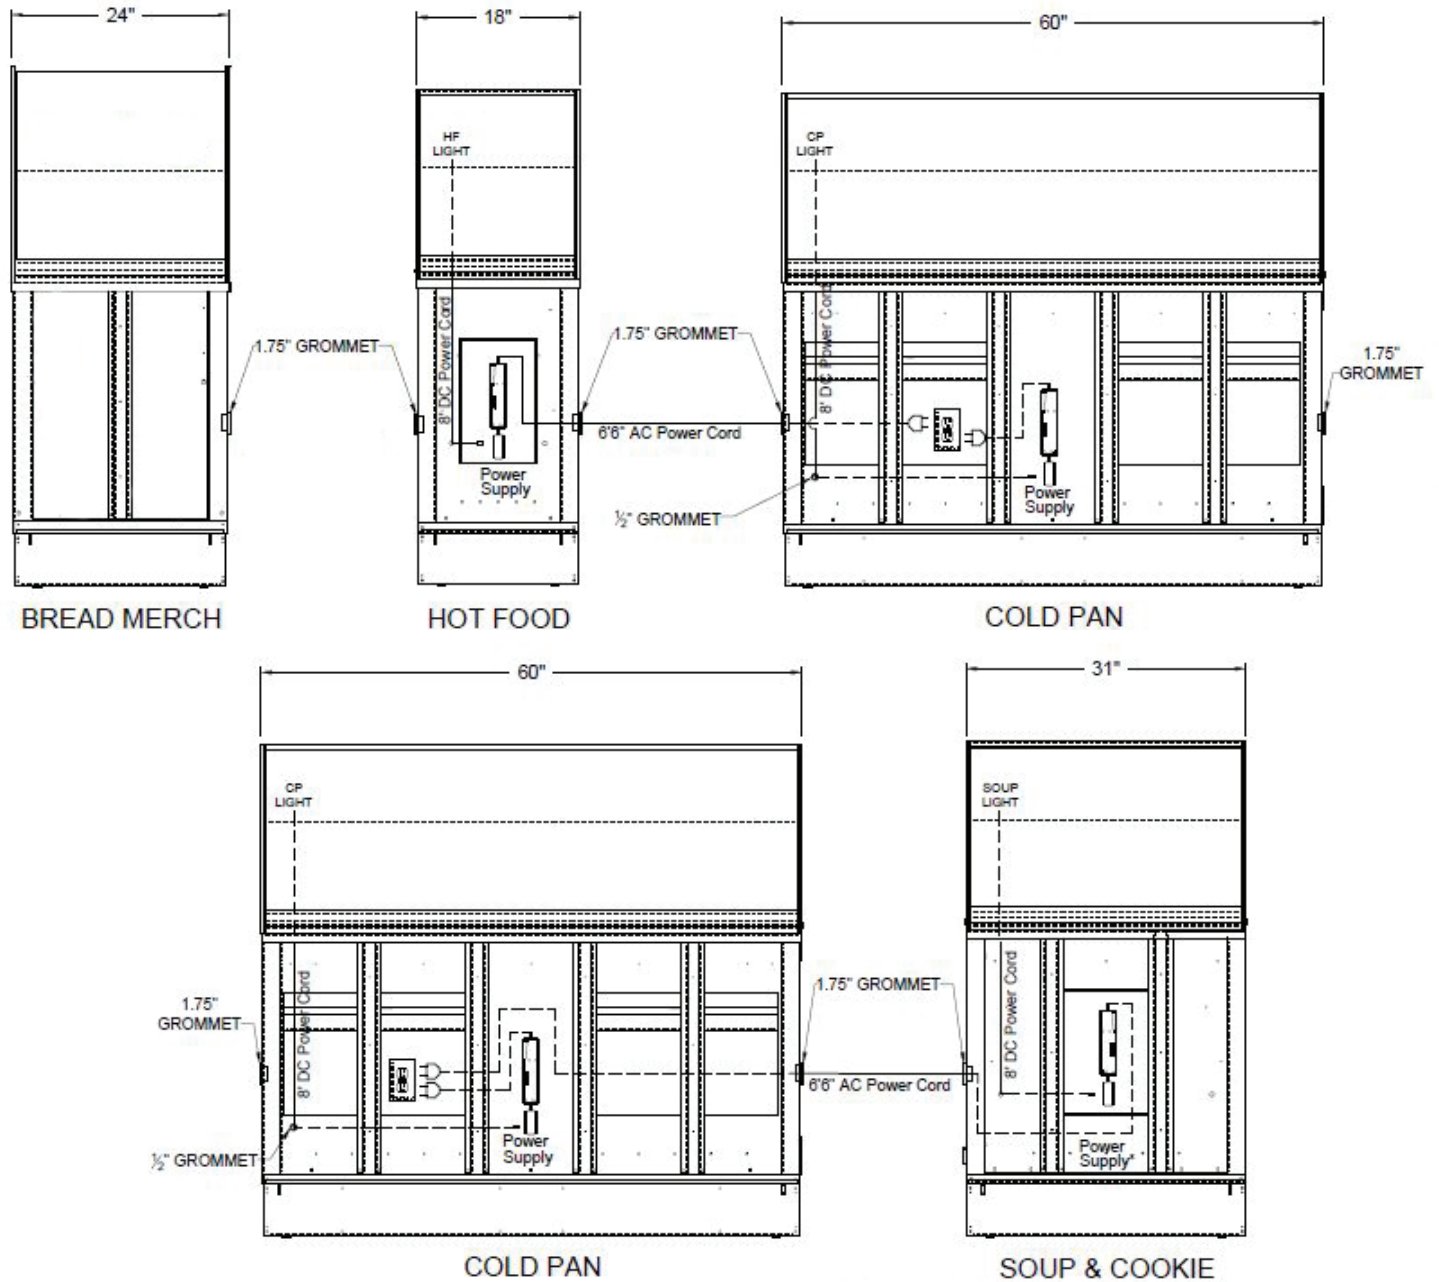 24"
18"
60"
HF
LIGHT
CP
LIGHT
8' DC Power Cord
8' DC Power Cord
1.75" GROMMET
1.75" GROMMET
1.75"
GROMMET
6'6" AC Power Cord
Power
Supply
Power
Supply
½" GROMMET
BREAD MERCH
HOT FOOD
COLD PAN
60"
31"
CP
LIGHT
SOUP
LIGHT
8' DC Power Cord
8' DC Power Cord
1.75"
GROMMET
1.75" GROMMET
6'6" AC Power Cord
½" GROMMET
Power
Supply
Power
Supply*
COLD PAN
SOUP & COOKIE